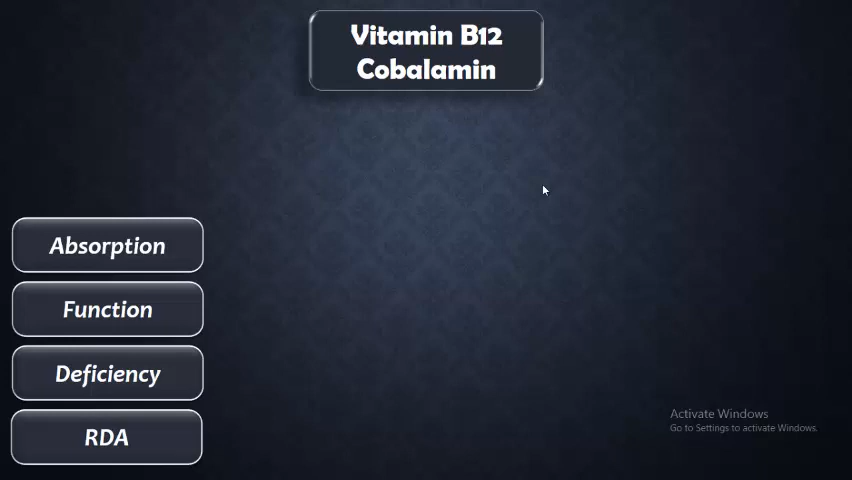 Vitamin B12
Cobalamin
Absorption
Function
Deficiency
RDA
Activate Windows
Go to Settings to activate Windows.